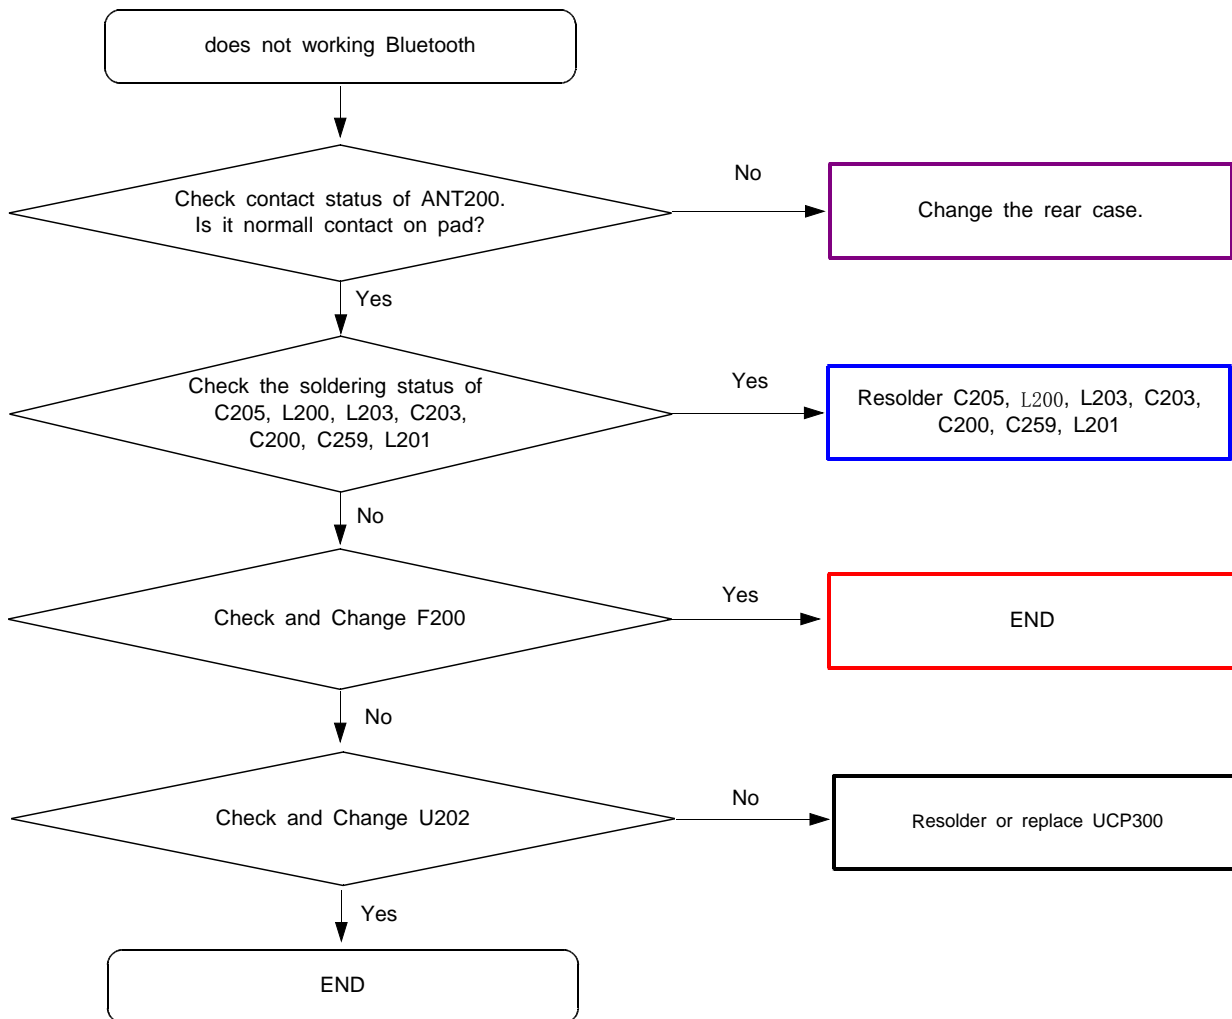 does not working Bluetooth
Check contact status of ANT200.
Is it normall contact on pad?
No
Change the rear case.
Yes
Check the soldering status of
C205, L200, L203, C203,
C200, C259, L201
Yes
Resolder C205, L200, L203, C203,
C200, C259, L201
No
Check and Change F200
Yes
END
No
Check and Change U202
No
Resolder or replace UCP300
Yes
END